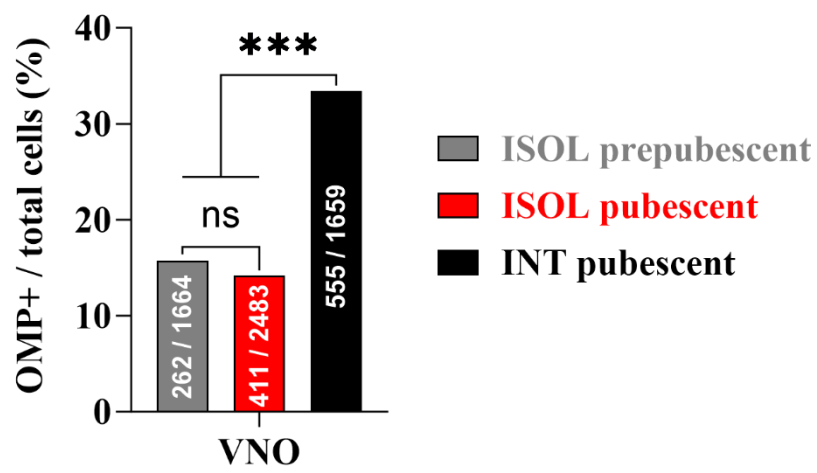 OMP+ / total cells (%)
40
30
20
10
0
***
ns
262 / 1664
411 / 2483
555 / 1659
VNO
ISOL prepubescent
ISOL pubescent
INT pubescent